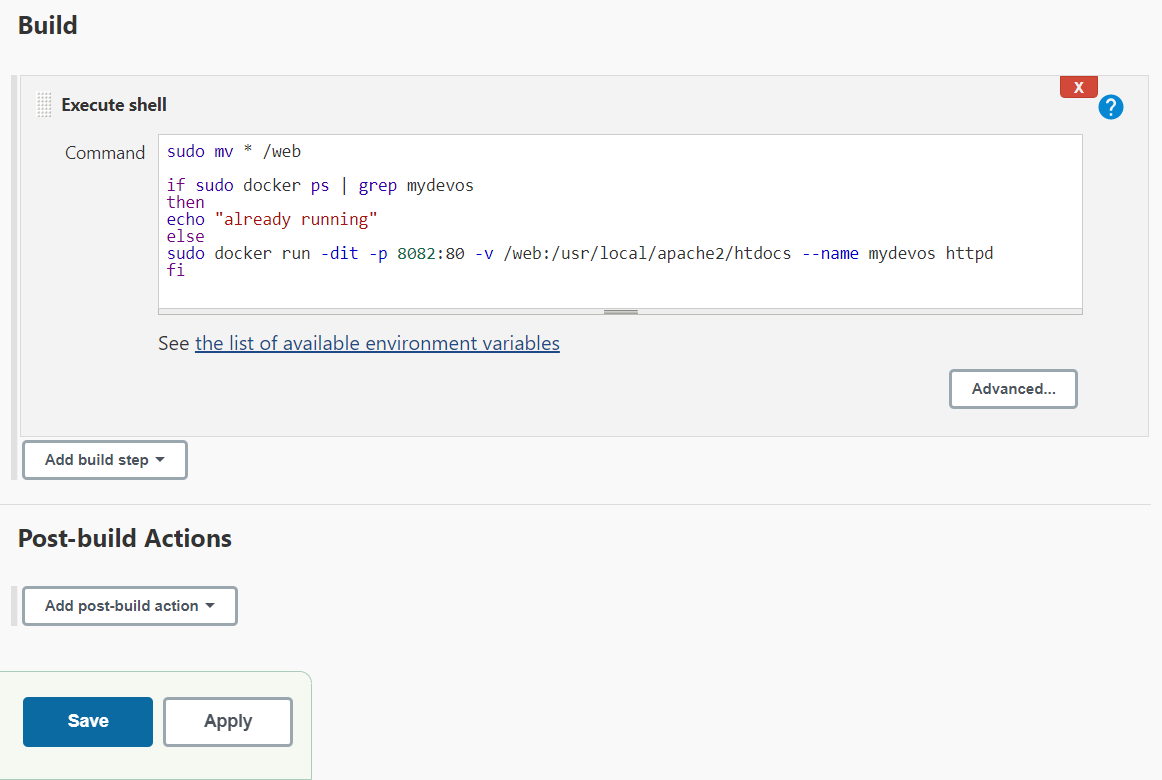 Build
X
Execute shell
?
Command
sudo mv * /web
if sudo docker ps | grep mydevos
then
echo "already running"
else
sudo docker run -dit -p 8082:80 -v /web:/usr/local/apache2/htdocs --name mydevos httpd
fi
See the list of available environment variables
Advanced...
Add build step
Post-build Actions
Add post-build action
Save
Apply